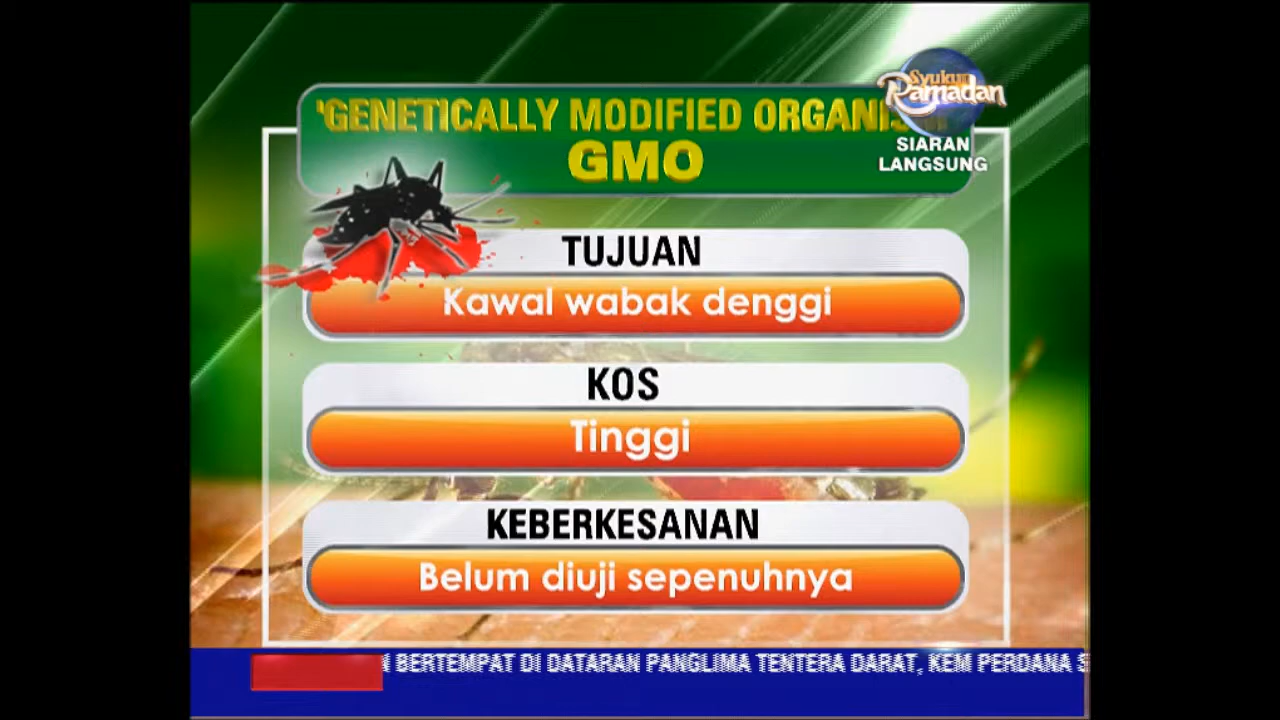 'GENETICALLY MODIFIED
GMO
Syukur
Ramadan
SIARAN
LANGSUNG
TUJUAN
Kawal wabak denggi
KOS
Tinggi
KEBERKESANAN
Belum diuji sepenuhnya
BERTEMPAT DI DATARAN PANGLIMA TENTERA DARAT, KEM PERDANA